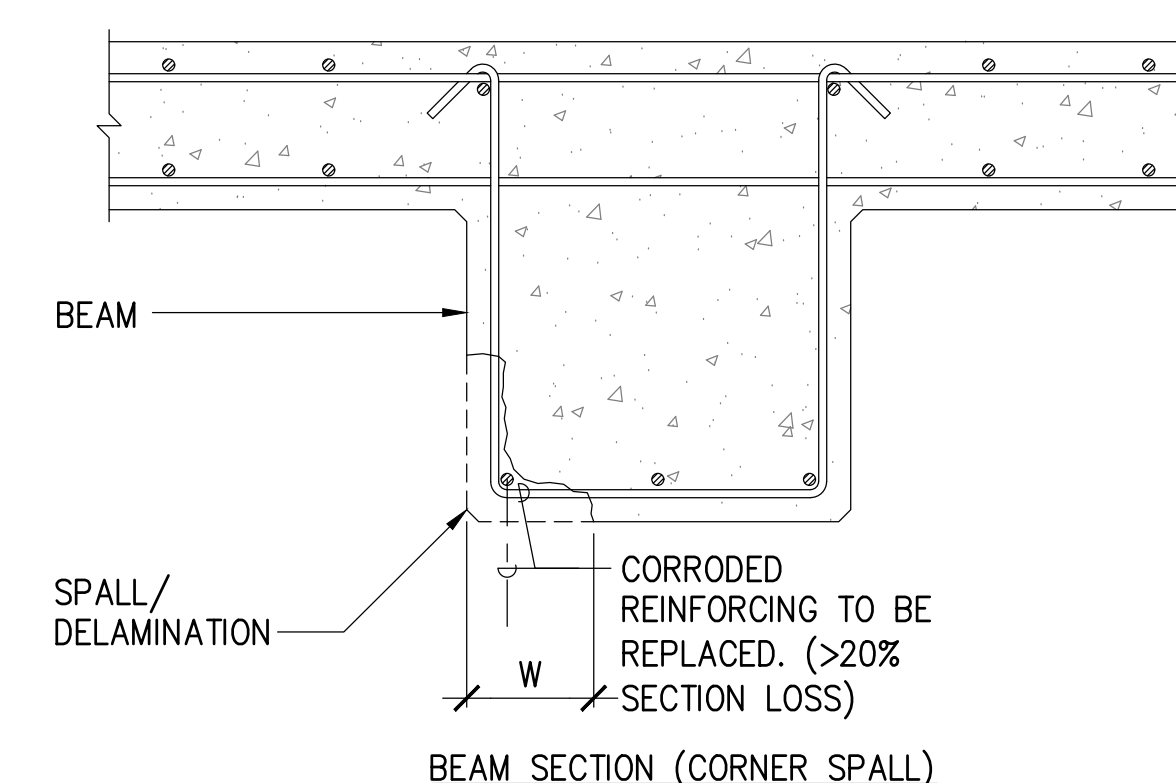 BEAM
SPALL/
DELAMINATION
CORRODED
REINFORCING TO BE
REPLACED. (>20%
SECTION LOSS)
W
BEAM SECTION (CORNER SPALL)